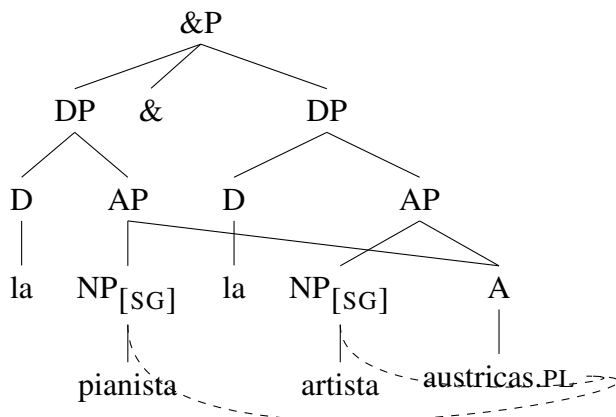 &P
DP & DP
D AP D AP
la NP[SG] la NP[SG] A
pianista artista austricas.PL